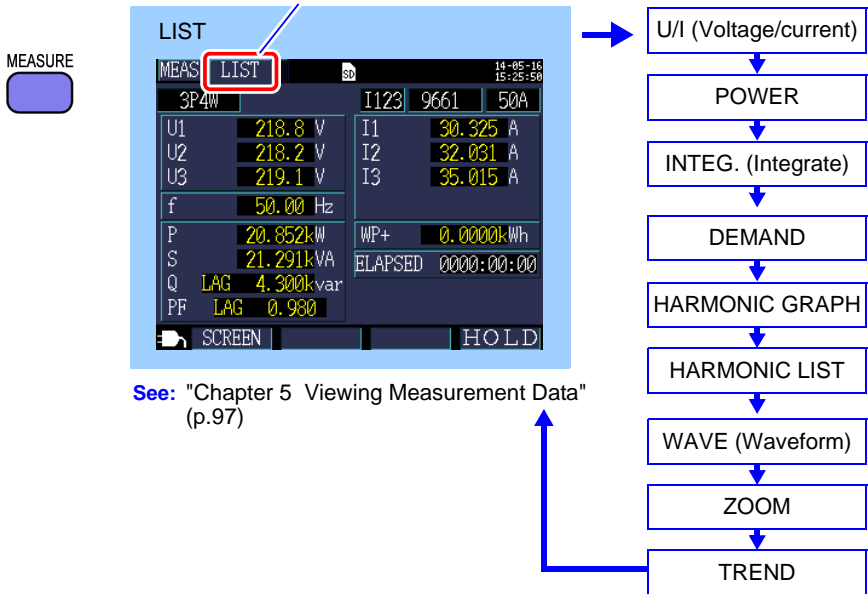 MEASURE
LIST
MEAS LIST SD 14-05-16
15:25:50
3P4W I123 9661 50A
U1 218.8 V I1 30.325 A
U2 218.2 V I2 32.031 A
U3 219.1 V I3 35.015 A
f 50.00 Hz
P 20.852kW WP+ 0.0000kWh
S 21.291kVA ELAPSED 0000:00:00
Q LAG 4.300kvar
PF LAG 0.980
SCREEN HOLD
See: "Chapter 5 Viewing Measurement Data"
(p.97)
U/I (Voltage/current)
POWER
INTEG. (Integrate)
DEMAND
HARMONIC GRAPH
HARMONIC LIST
WAVE (Waveform)
ZOOM
TREND